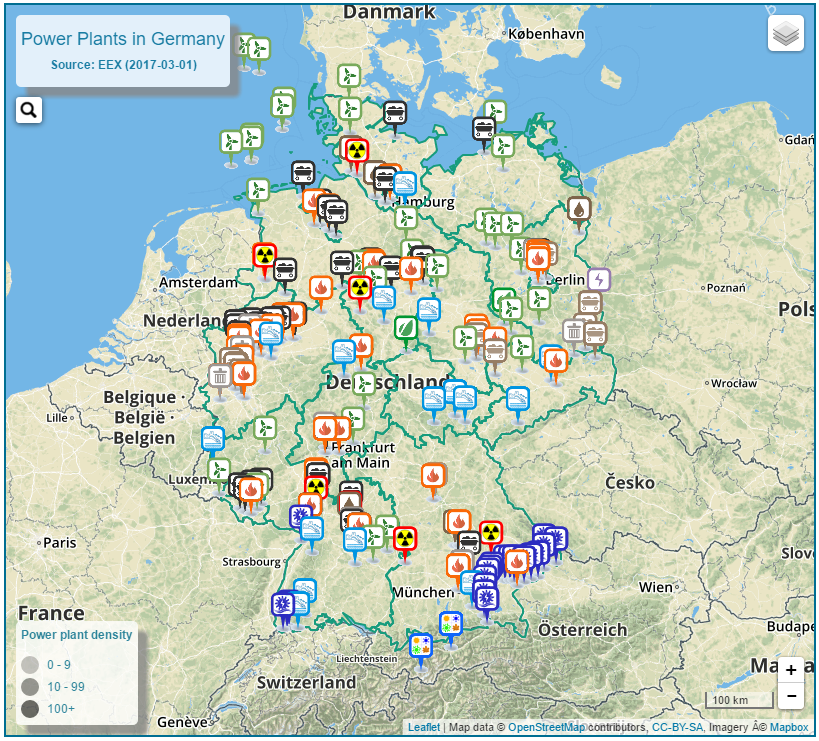 Danmark
København
Power Plants in Germany
Source: EEX (2017-03-01)
Gdań
Hamburg
Amsterdam
Berlin
Poznań
Nederland
Pols
Deutschland
Wrocław
Belgique ·
België ·
Belgien
Lille
Frankfurt
am Main
Luxem
Česko
Paris
Slove
Strasbourg
München
Wien
France
Budape
Power plant density
0 - 9
10 - 99
100+
Österreich
Liechtenstein
Switzerland
Ma
+
−
100 km
Genève
Leaflet | Map data © OpenStreetMap contributors, CC-BY-SA, Imagery Â© Mapbox